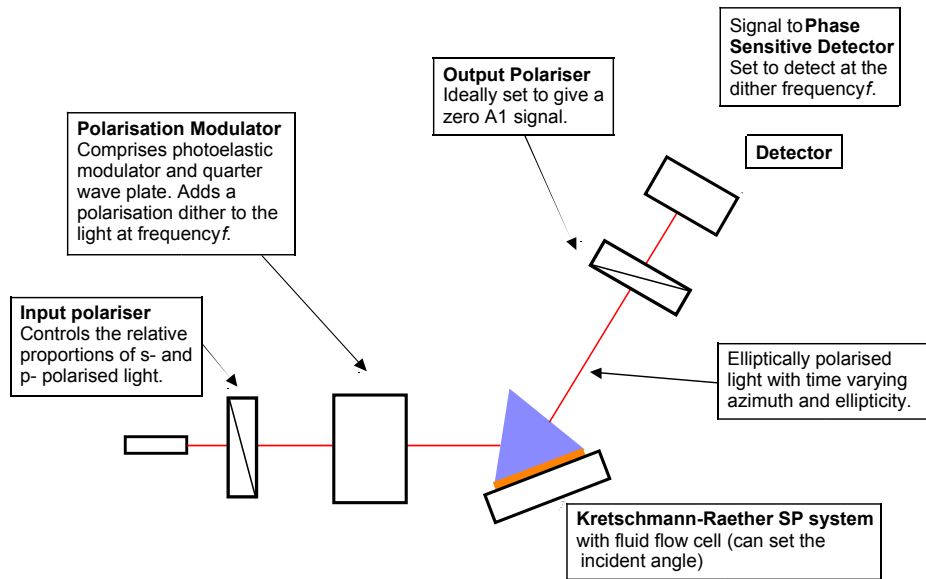 Signal to Phase
Sensitive Detector
Set to detect at the
dither frequency f.
Output Polariser
Ideally set to give a
zero A1 signal.
Polarisation Modulator
Comprises photoelastic
modulator and quarter
wave plate. Adds a
polarisation dither to the
light at frequency f.
Detector
Input polariser
Controls the relative
proportions of s- and
p- polarised light.
Elliptically polarised
light with time varying
azimuth and ellipticity.
Kretschmann-Raether SP system
with fluid flow cell (can set the
incident angle)